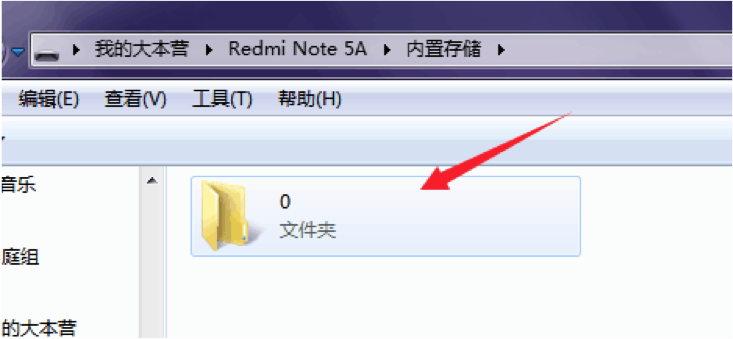 我的大本营 Redmi Note 5A 内置存储
编辑(E) 查看(V) 工具(T) 帮助(H)
音乐
0
文件夹
庭组
的大本营